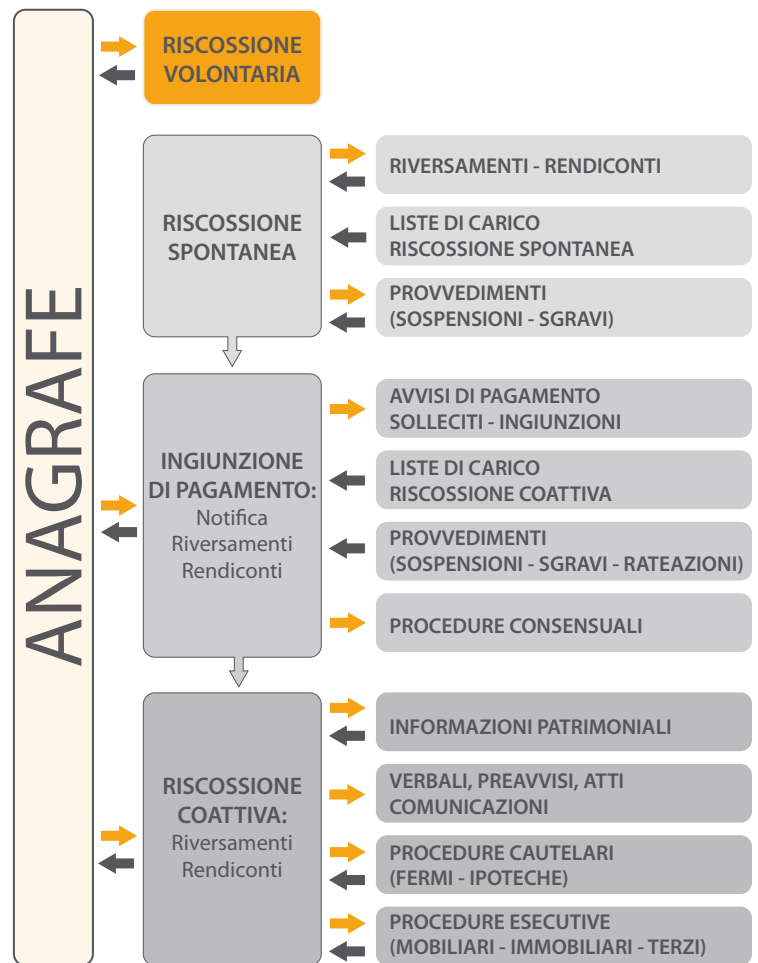 ANAGRAFE
RISCOSSIONE
VOLONTARIA
RISCOSSIONE
SPONTANEA
RIVERSAMENTI - RENDICONTI
LISTE DI CARICO
RISCOSSIONE SPONTANEA
PROVVEDIMENTI
(SOSPENSIONI - SGRAVI)
INGIUNZIONE
DI PAGAMENTO:
Notifica
Riversamenti
Rendiconti
AVVISI DI PAGAMENTO
SOLLECITI - INGIUNZIONI
LISTE DI CARICO
RISCOSSIONE COATTIVA
PROVVEDIMENTI
(SOSPENSIONI - SGRAVI - RATEAZIONI)
PROCEDURE CONSENSUALI
RISCOSSIONE
COATTIVA:
Riversamenti
Rendiconti
INFORMAZIONI PATRIMONIALI
VERBALI, PREAVVISI, ATTI
COMUNICAZIONI
PROCEDURE CAUTELARI
(FERMI - IPOTECHE)
PROCEDURE ESECUTIVE
(MOBILIARI - IMMOBILIARI - TERZI)